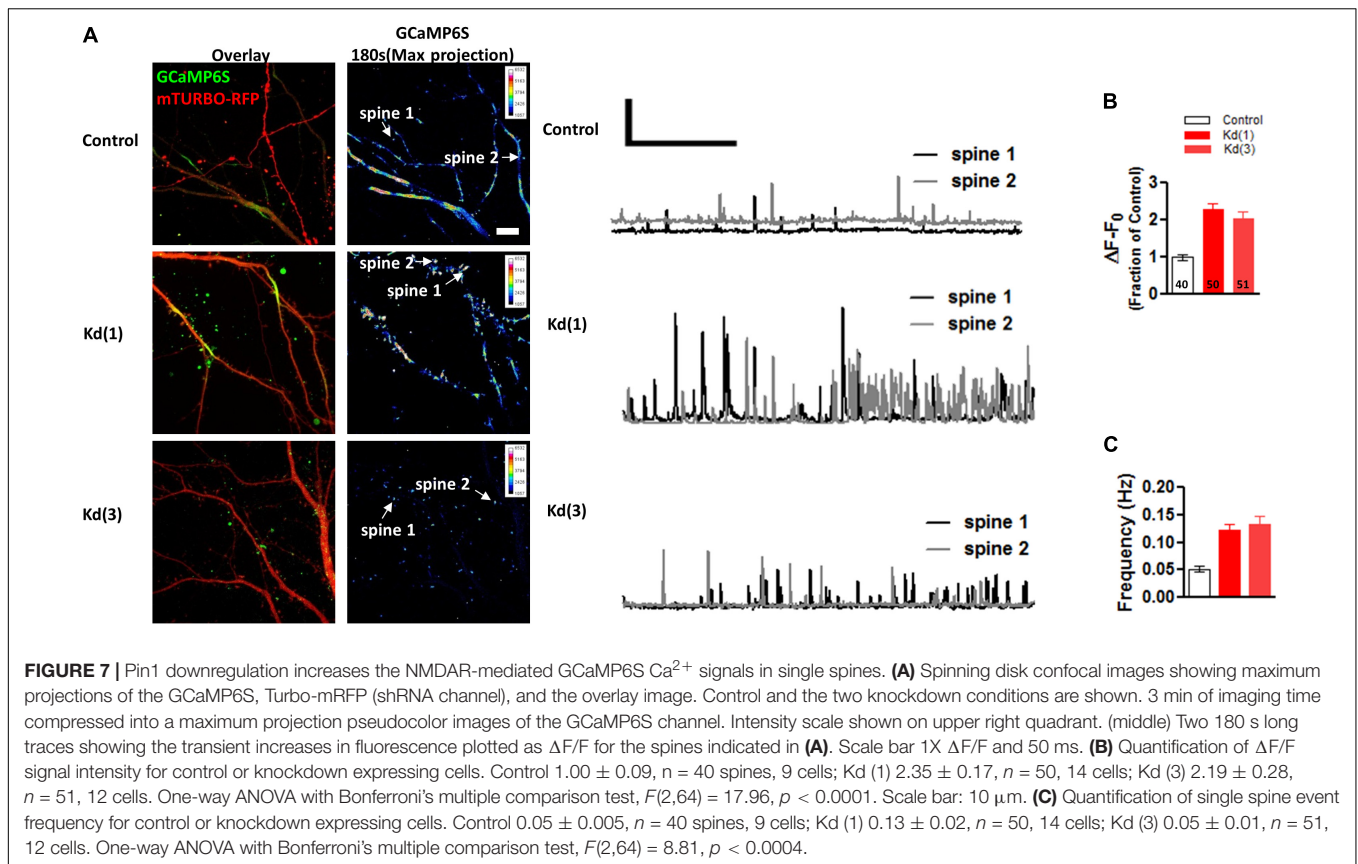 A
GCaMP6S
Overlay 180s(Max projection)
GCaMP6S
mTURBO-RFP
Control
spine 1
spine 2
Control
spine 1
spine 2
Kd(1)
spine 2
spine 1
Kd(1)
spine 1
spine 2
Kd(3)
spine 2
spine 1
Kd(3)
spine 1
spine 2
B
Control
Kd(1)
Kd(3)
ΔF-F0
(Fraction of Control)
3
2
1
0
40 50 51
C
Frequency (Hz)
0.20
0.15
0.10
0.05
0.00
FIGURE 7 | Pin1 downregulation increases the NMDAR-mediated GCaMP6S Ca2+ signals in single spines. (A) Spinning disk confocal images showing maximum
projections of the GCaMP6S, Turbo-mRFP (shRNA channel), and the overlay image. Control and the two knockdown conditions are shown. 3 min of imaging time
compressed into a maximum projection pseudocolor images of the GCaMP6S channel. Intensity scale shown on upper right quadrant. (middle) Two 180 s long
traces showing the transient increases in fluorescence plotted as ΔF/F for the spines indicated in (A). Scale bar 1X ΔF/F and 50 ms. (B) Quantification of ΔF/F
signal intensity for control or knockdown expressing cells. Control 1.00 ± 0.09, n = 40 spines, 9 cells; Kd (1) 2.35 ± 0.17, n = 50, 14 cells; Kd (3) 2.19 ± 0.28,
n = 51, 12 cells. One-way ANOVA with Bonferroni's multiple comparison test, F(2,64) = 17.96, p < 0.0001. Scale bar: 10 μm. (C) Quantification of single spine event
frequency for control or knockdown expressing cells. Control 0.05 ± 0.005, n = 40 spines, 9 cells; Kd (1) 0.13 ± 0.02, n = 50, 14 cells; Kd (3) 0.05 ± 0.01, n = 51,
12 cells. One-way ANOVA with Bonferroni's multiple comparison test, F(2,64) = 8.81, p < 0.0004.